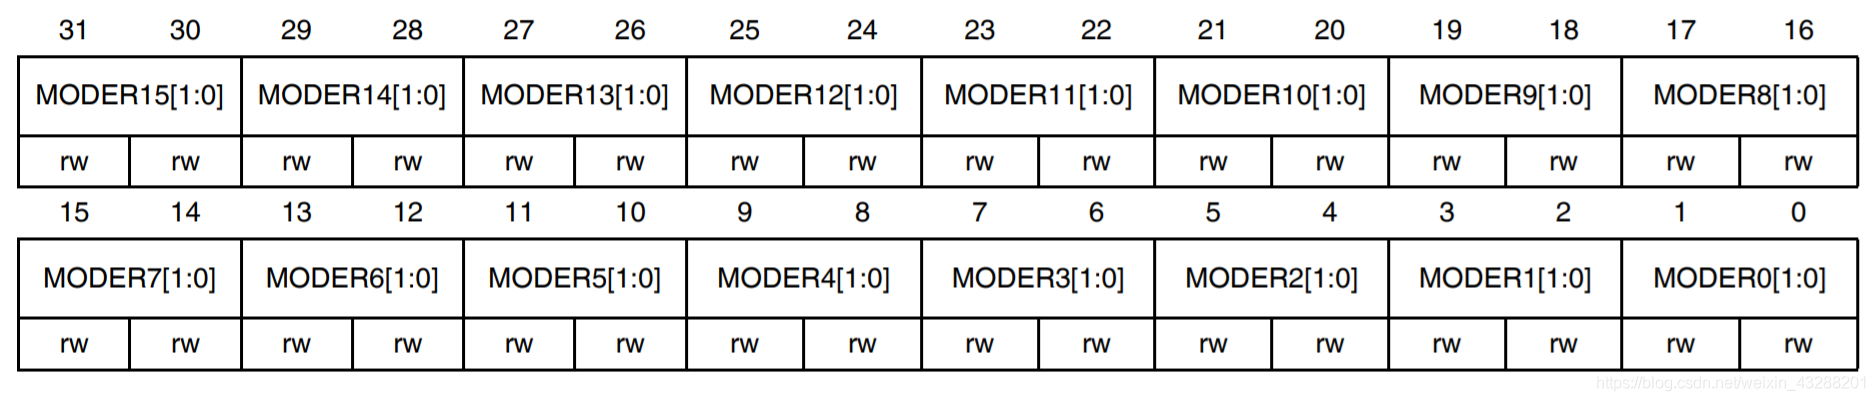 31 30 29 28 27 26 25 24 23 22 21 20 19 18 17 16
MODER15[1:0] MODER14[1:0] MODER13[1:0] MODER12[1:0] MODER11[1:0] MODER10[1:0] MODER9[1:0] MODER8[1:0]
rw rw rw rw rw rw rw rw rw rw rw rw rw rw rw rw
15 14 13 12 11 10 9 8 7 6 5 4 3 2 1 0
MODER7[1:0] MODER6[1:0] MODER5[1:0] MODER4[1:0] MODER3[1:0] MODER2[1:0] MODER1[1:0] MODER0[1:0]
rw rw rw rw rw rw rw rw rw rw rw rw rw rw rw rw
https://blog.csdn.net/weixin_43288201